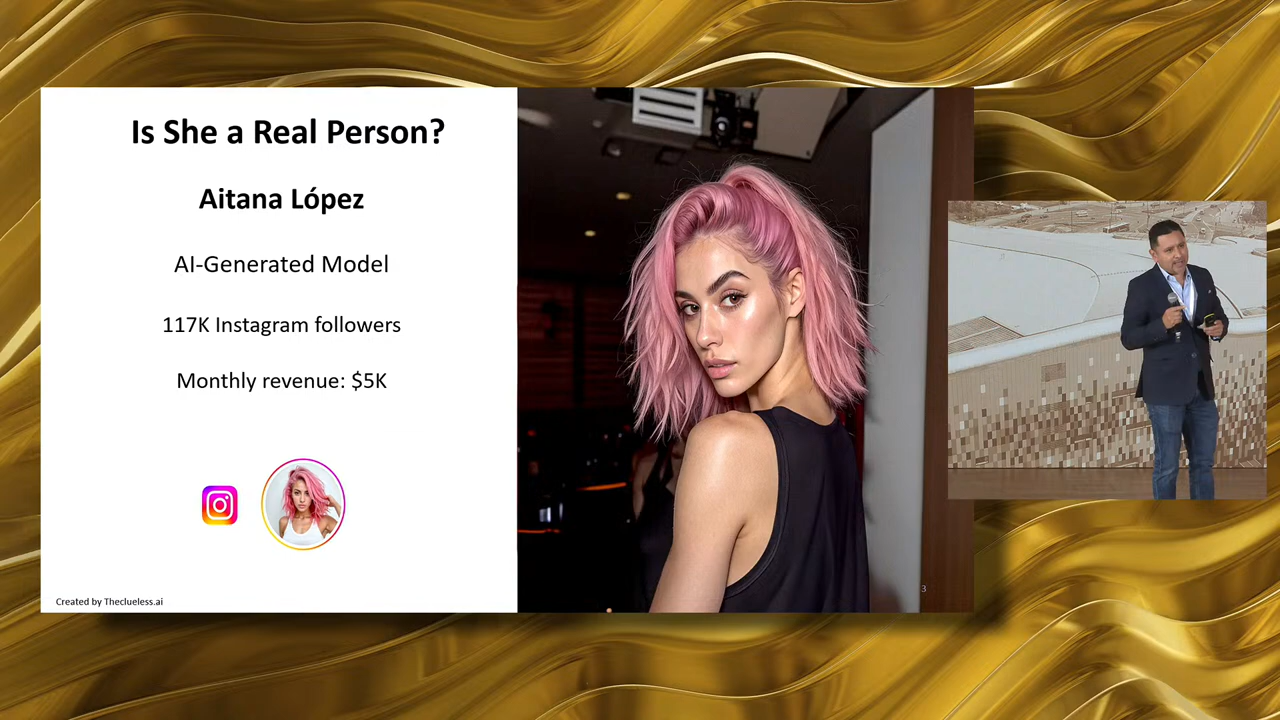 Is She a Real Person?
Aitana López
AI-Generated Model
117K Instagram followers
Monthly revenue: $5K
Created by Theclueless.ai
3